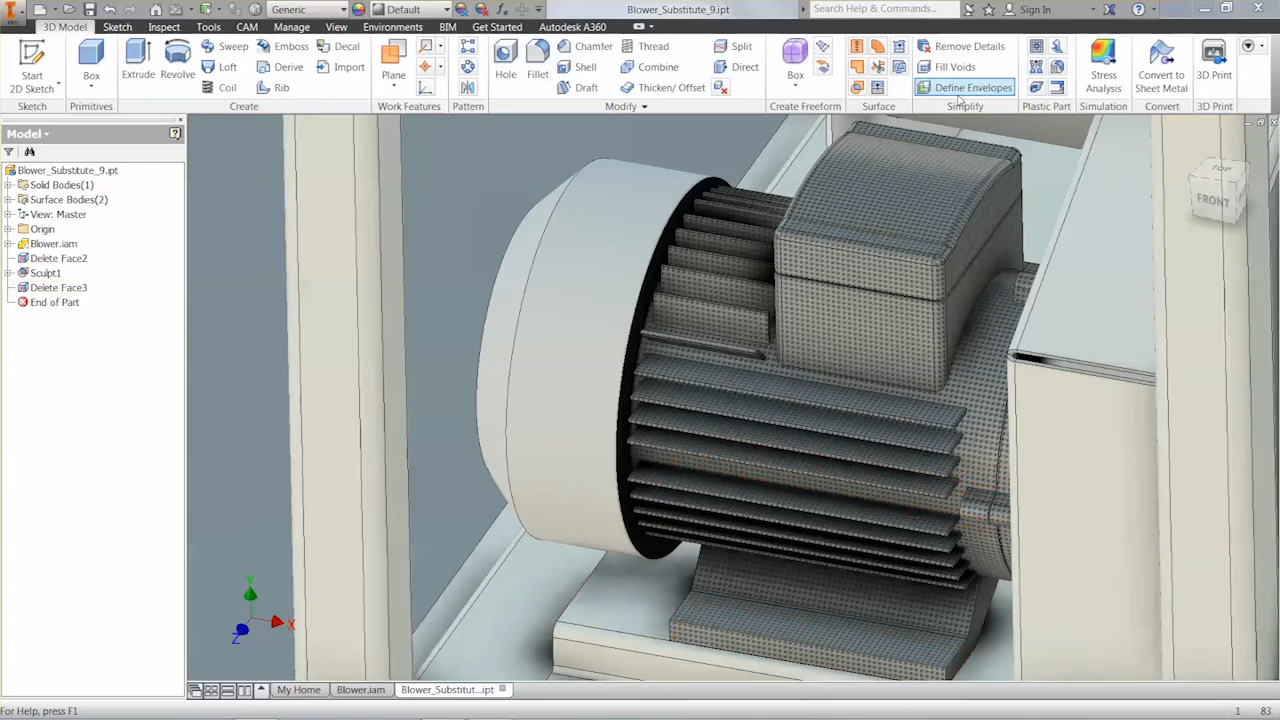 Generic
Default
Blower_Substitute_9.ipt
Search Help & Commands...
Sign In
PRO
3D Model
Sketch
Inspect
Tools
CAM
Manage
View
Environments
BIM
Get Started
Autodesk A360
Start
2D Sketch
Sketch
Box
Primitives
Extrude
Revolve
Sweep
Loft
Coil
Emboss
Derive
Rib
Decal
Import
Create
Plane
Work Features
Pattern
Hole
Fillet
Chamfer
Shell
Draft
Thread
Combine
Thicken/ Offset
Split
Direct
Modify
Box
Create Freeform
Surface
Remove Details
Fill Voids
Define Envelopes
Simplify
Plastic Part
Stress
Analysis
Simulation
Convert to
Sheet Metal
Convert
3D Print
3D Print
Model
Blower_Substitute_9.ipt
Solid Bodies(1)
Surface Bodies(2)
View: Master
Origin
Blower.iam
Delete Face2
Sculpt1
Delete Face3
End of Part
TOP
FRONT
Y
X
Z
My Home
Blower.iam
Blower_Substitut...ipt
For Help, press F1
1
83